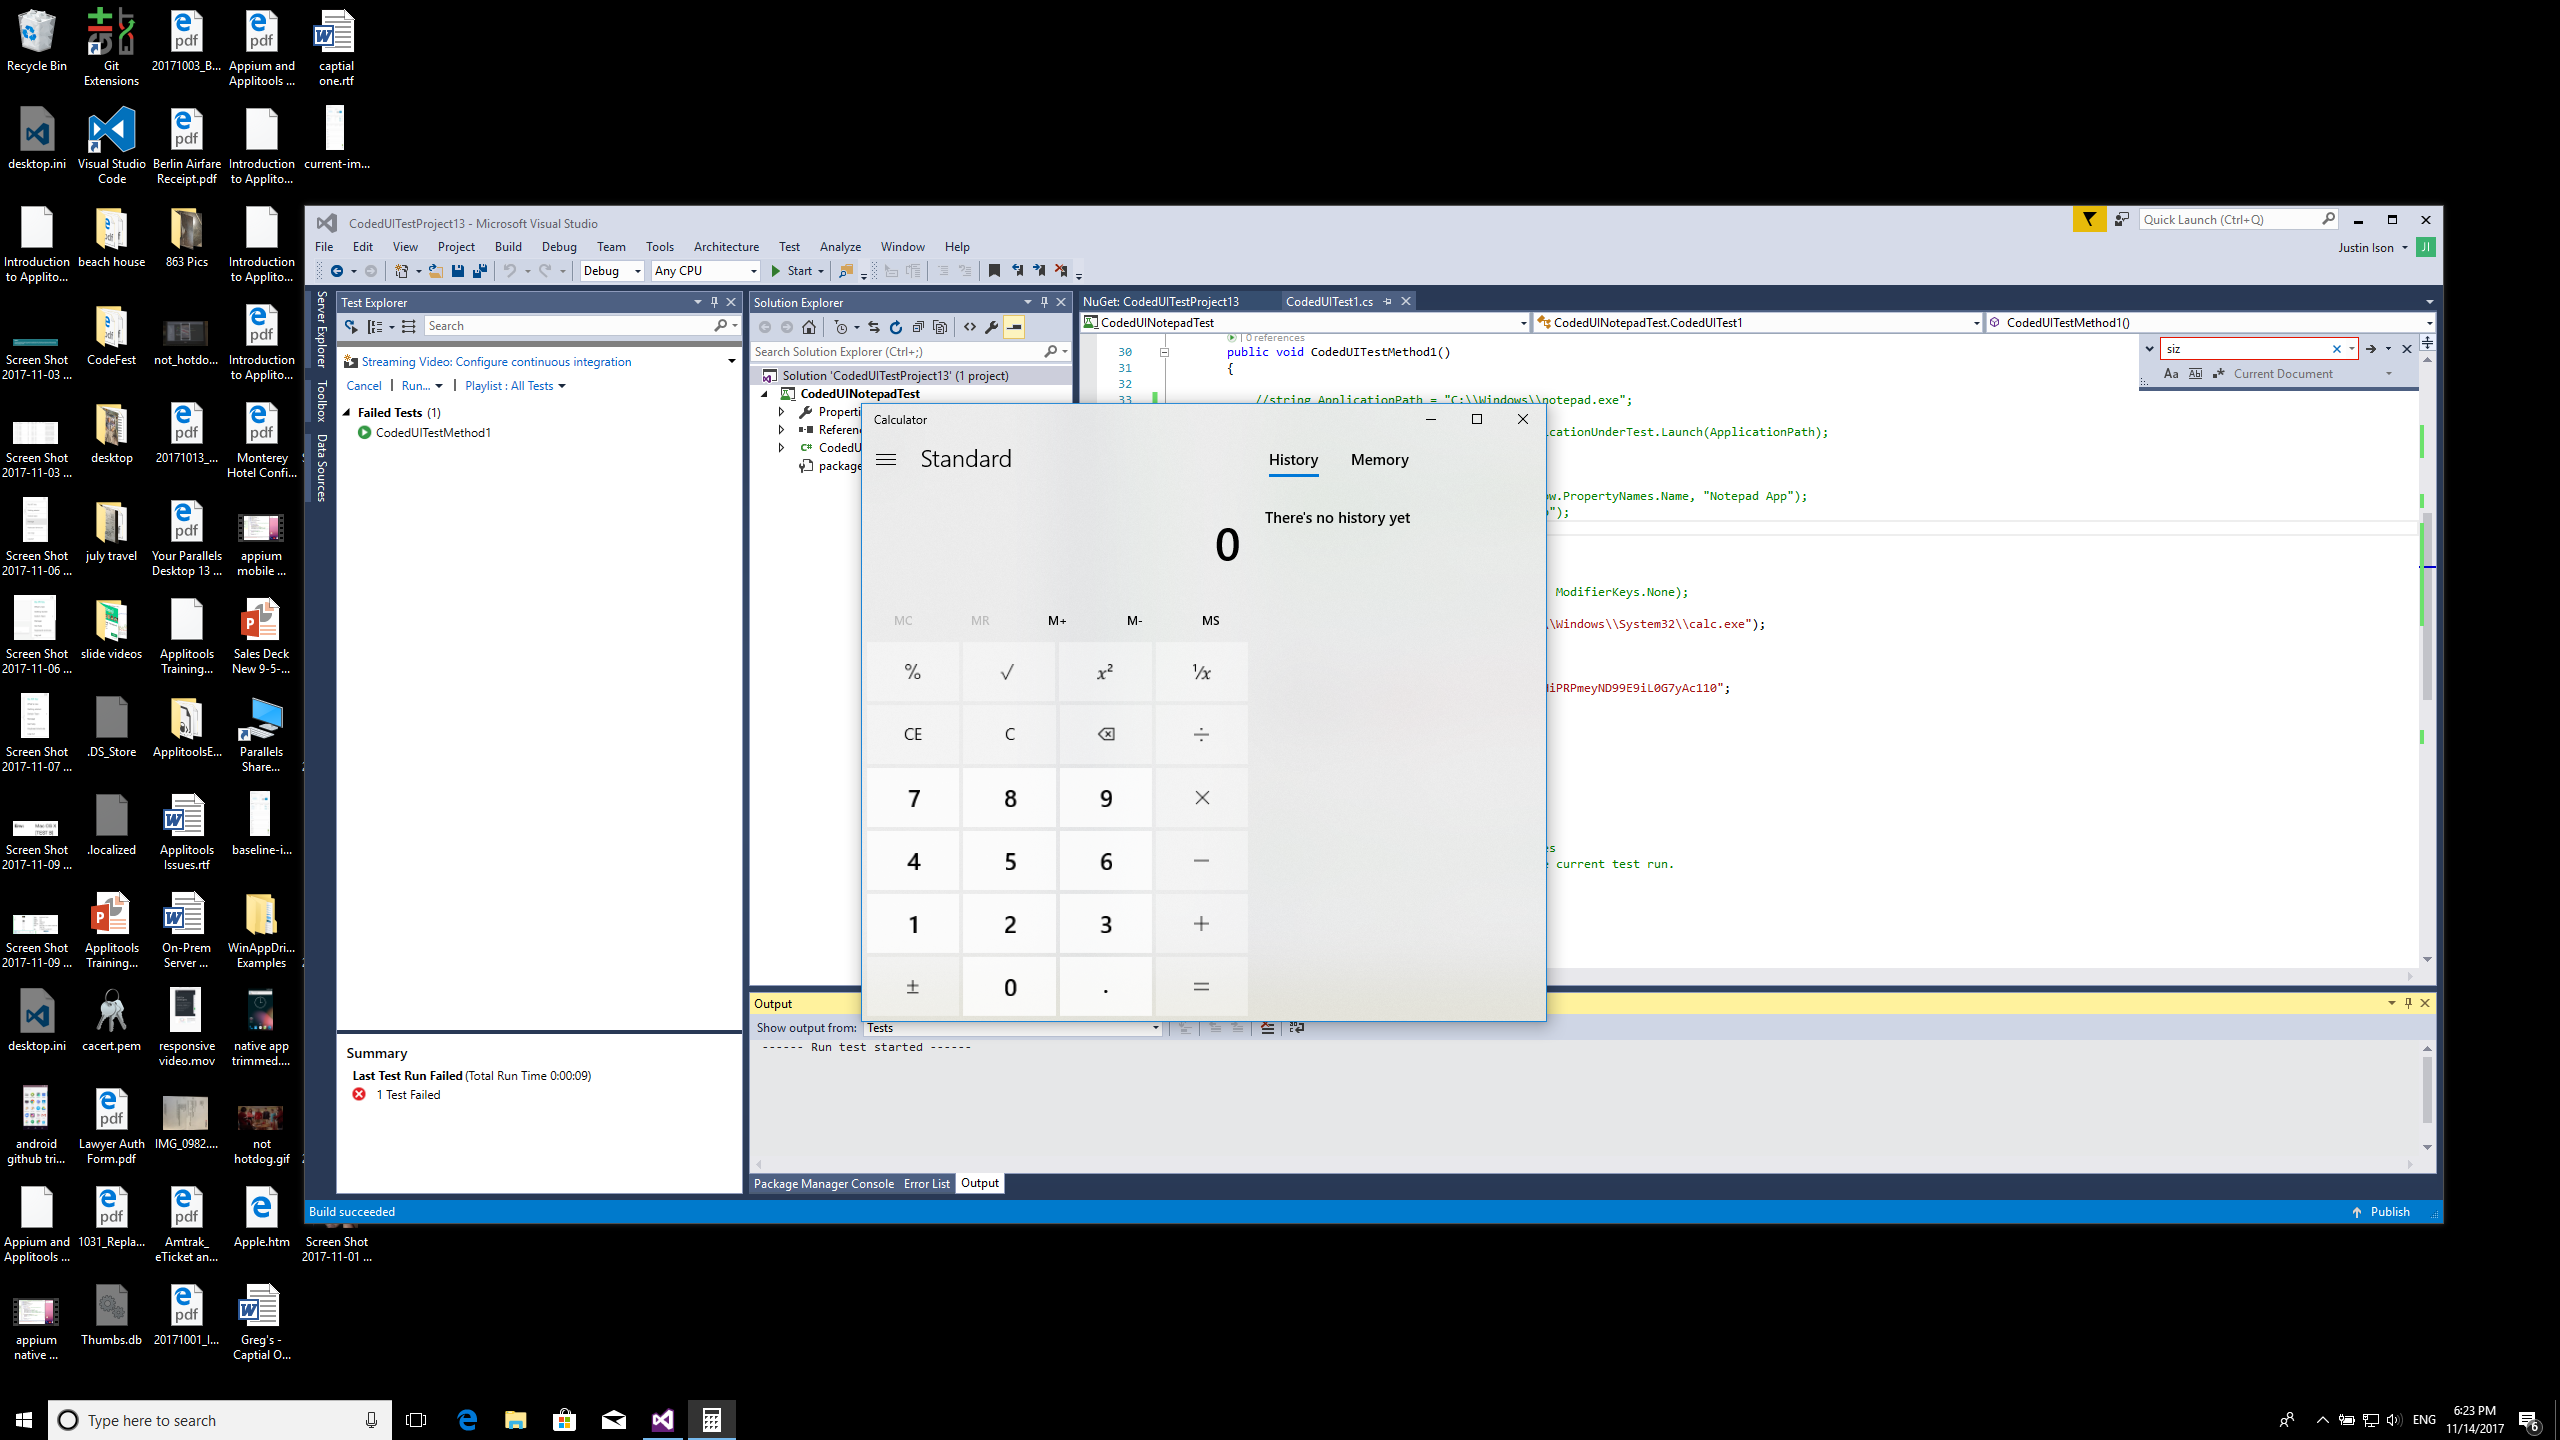 Recycle Bin
Git Extensions
20171003_B...
Appium and Applitools ...
captial one.rtf
desktop.ini
Visual Studio Code
Berlin Airfare Receipt.pdf
Introduction to Applito...
current-im...
Introduction to Applito...
beach house
863 Pics
Introduction to Applito...
Screen Shot 2017-11-03 ...
CodeFest
not_hotdo...
Introduction to Applito...
Screen Shot 2017-11-03 ...
desktop
20171013_...
Monterey Hotel Confi...
Screen Shot 2017-11-06 ...
july travel
Your Parallels Desktop 13 ...
appium mobile ...
Screen Shot 2017-11-06 ...
slide videos
Applitools Training...
Sales Deck New 9-5-...
Screen Shot 2017-11-07 ...
.DS_Store
ApplitoolsE...
Parallels Share...
Screen Shot 2017-11-09 ...
.localized
Applitools Issues.rtf
baseline-i...
Screen Shot 2017-11-09 ...
Applitools Training...
On-Prem Server ...
WinAppDri... Examples
desktop.ini
cacert.pem
responsive video.mov
native app trimmed....
android github tri...
Lawyer Auth Form.pdf
IMG_0982....
not hotdog.gif
Appium and Applitools ...
1031_Repla...
Amtrak_ eTicket an...
Apple.htm
Screen Shot 2017-11-01 ...
appium native ...
Thumbs.db
20171001_I...
Greg's - Captial O...
CodedUITestProject13 - Microsoft Visual Studio
Quick Launch (Ctrl+Q)
File Edit View Project Build Debug Team Tools Architecture Test Analyze Window Help
Justin Ison
JI
Debug Any CPU Start
Server Explorer
Toolbox
Data Sources
Test Explorer
Search
Streaming Video: Configure continuous integration
Cancel | Run... | Playlist : All Tests
Failed Tests (1)
CodedUITestMethod1
Summary
Last Test Run Failed (Total Run Time 0:00:09)
1 Test Failed
Solution Explorer
Search Solution Explorer (Ctrl+;)
Solution 'CodedUITestProject13' (1 project)
CodedUINotepadTest
Properti
Referenc
C# CodedU
package
NuGet: CodedUITestProject13
CodedUITest1.cs
CodedUINotepadTest
CodedUINotepadTest.CodedUITest1
CodedUITestMethod1()
siz
Aa Ab Current Document
| 0 references
30 public void CodedUITestMethod1()
31 {
32
33 //string ApplicationPath = "C:\\Windows\\notepad.exe";
icationUnderTest.Launch(ApplicationPath);
ow.PropertyNames.Name, "Notepad App");
");
ModifierKeys.None);
\\Windows\\System32\\calc.exe");
iPRPmeyND99E9iL0G7yAc110";
es
e current test run.
Calculator
Standard
History Memory
There's no history yet
0
MC MR M+ M- MS
% √ x² ¹/x
CE C ÷
7 8 9 ×
4 5 6 −
1 2 3 +
± 0 . =
Output
Show output from: Tests
------ Run test started ------
Package Manager Console Error List Output
Build succeeded
Publish
Type here to search
ENG
6:23 PM
11/14/2017
6